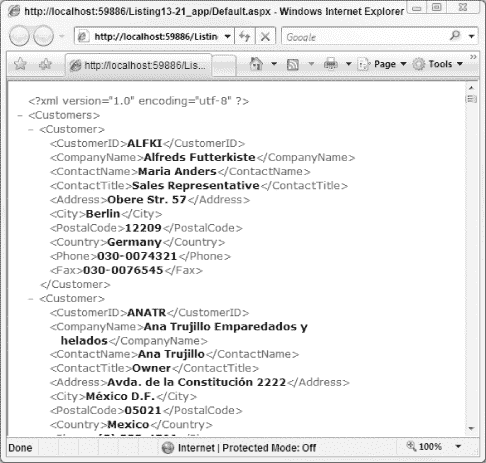 http://localhost:59886/Listing13-21_app/Default.aspx - Windows Internet Explorer
http://localhost:59886/Listin
Google
http://localhost:59886/Lis...
Page
Tools
<?xml version="1.0" encoding="utf-8" ?>
- <Customers>
- <Customer>
<CustomerID>ALFKI</CustomerID>
<CompanyName>Alfreds Futterkiste</CompanyName>
<ContactName>Maria Anders</ContactName>
<ContactTitle>Sales Representative</ContactTitle>
<Address>Obere Str. 57</Address>
<City>Berlin</City>
<PostalCode>12209</PostalCode>
<Country>Germany</Country>
<Phone>030-0074321</Phone>
<Fax>030-0076545</Fax>
</Customer>
- <Customer>
<CustomerID>ANATR</CustomerID>
<CompanyName>Ana Trujillo Emparedados y
helados</CompanyName>
<ContactName>Ana Trujillo</ContactName>
<ContactTitle>Owner</ContactTitle>
<Address>Avda. de la Constitución 2222</Address>
<City>México D.F.</City>
<PostalCode>05021</PostalCode>
<Country>Mexico</Country>
Done
Internet | Protected Mode: Off
100%